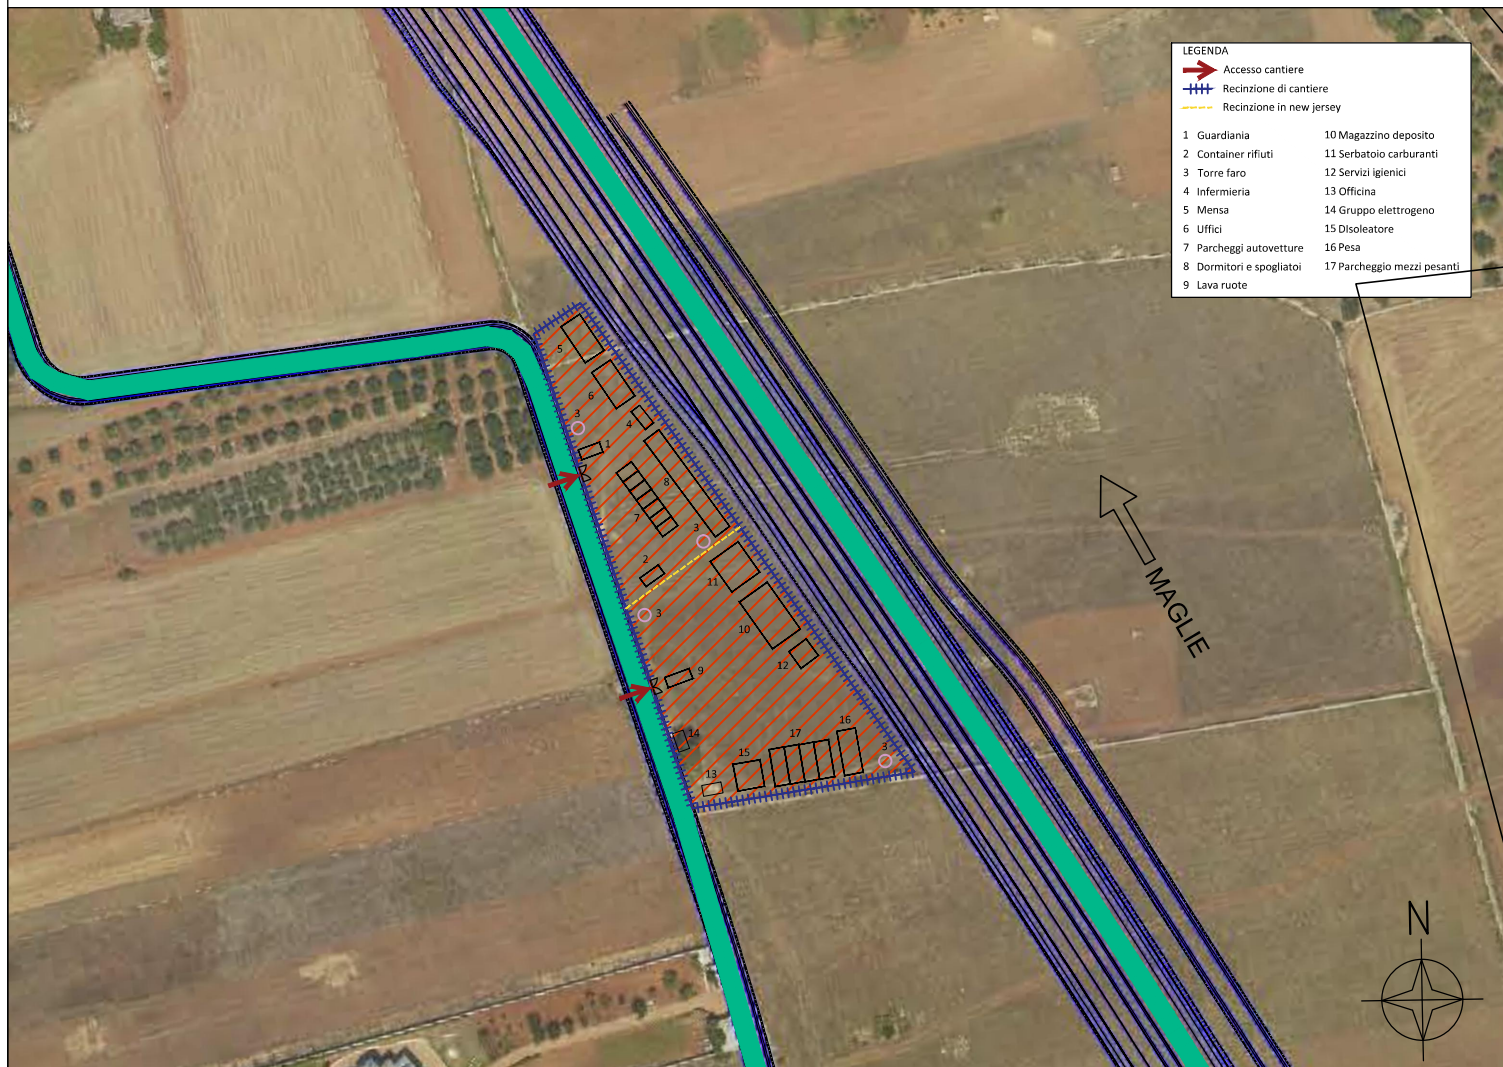 LEGENDA
Accesso cantiere
Recinzione di cantiere
Recinzione in new jersey
1 Guardiania
2 Container rifiuti
3 Torre faro
4 Infermieria
5 Mensa
6 Uffici
7 Parcheggi autovetture
8 Dormitori e spogliatoi
9 Lava ruote
10 Magazzino deposito
11 Serbatoio carburanti
12 Servizi igienici
13 Officina
14 Gruppo elettrogeno
15 DIsoleatore
16 Pesa
17 Parcheggio mezzi pesanti
5
6
3
4
1
8
7
3
2
11
3
10
12
9
16
14
17
3
15
13
MAGLIE
N